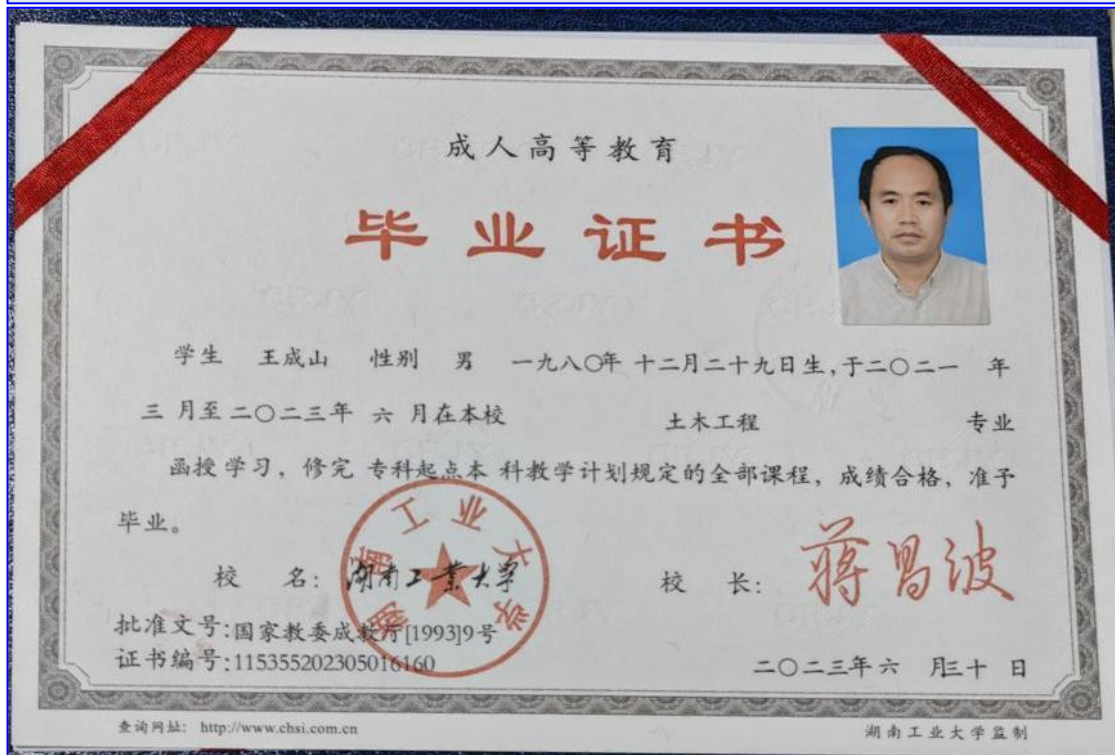 成人高等教育
毕业证书
学生 王成山 性别 男 一九八〇年 十二月二十九日生,于二〇二一 年
三 月至 二〇二三年 六 月在本校 土木工程 专业
函授 学习, 修完 专科起点本 科教学计划规定的全部课程, 成绩合格, 准予
毕业。
湖南工业大学
校 名: 湖南工業大學 校 长: 蒋昌波
批准文号:国家教委成教厅[1993]9号
证书编号:115355202305016160 二〇二三年 六 月三十 日
查询网址: http://www.chsi.com.cn 湖南工业大学监制